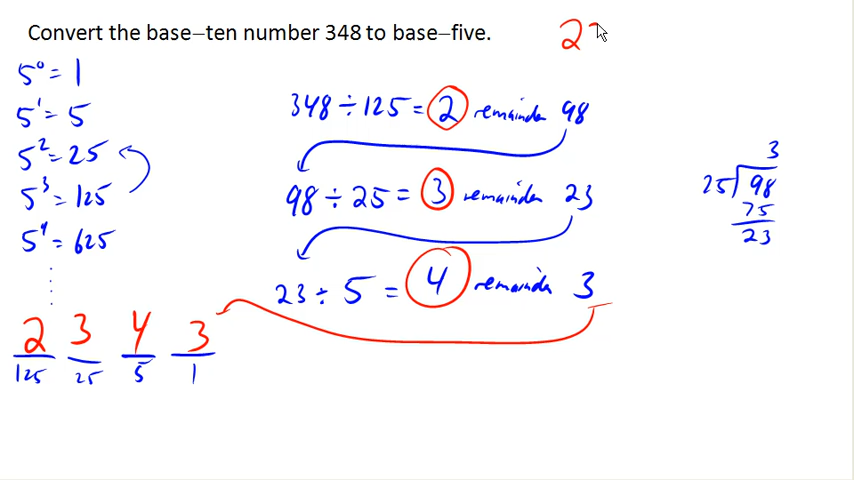 Convert the base-ten number 348 to base-five.
2
5⁰ = 1
5¹ = 5
5² = 25
5³ = 125
5⁴ = 625
348 ÷ 125 = 2 remainder 98
98 ÷ 25 = 3 remainder 23
23 ÷ 5 = 4 remainder 3
3
25 98
75
23
2 3 4 3
125 25 5 1